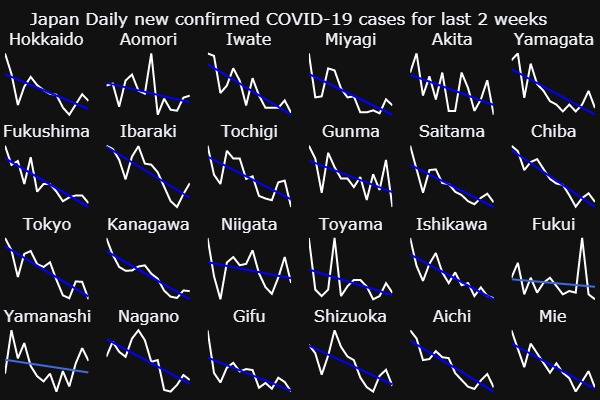 Japan Daily new confirmed COVID-19 cases for last 2 weeks
Hokkaido Aomori Iwate Miyagi Akita Yamagata
Fukushima Ibaraki Tochigi Gunma Saitama Chiba
Tokyo Kanagawa Niigata Toyama Ishikawa Fukui
Yamanashi Nagano Gifu Shizuoka Aichi Mie